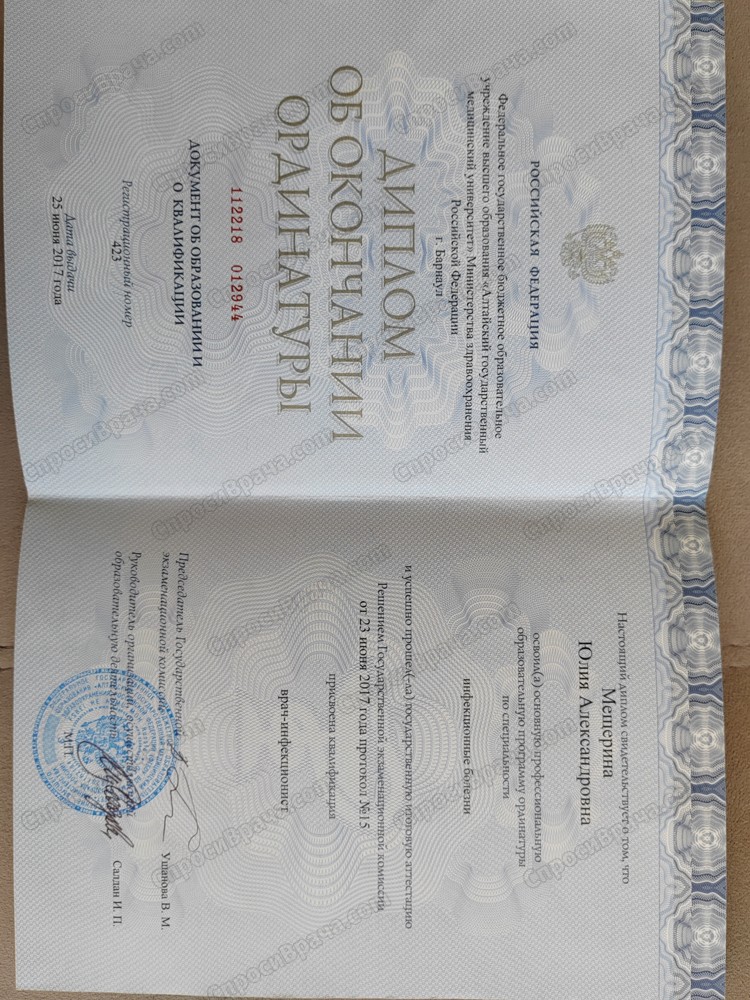 РОССИЙСКАЯ ФЕДЕРАЦИЯ
Федеральное государственное бюджетное образовательное
учреждение высшего образования «Алтайский государственный
медицинский университет» Министерства здравоохранения
Российской Федерации
г. Барнаул
ДИПЛОМ
ОБ ОКОНЧАНИИ
ОРДИНАТУРЫ
112218 012944
ДОКУМЕНТ ОБ ОБРАЗОВАНИИ И
О КВАЛИФИКАЦИИ
Регистрационный номер
423
Дата выдачи
25 июня 2017 года
Настоящий диплом свидетельствует о том, что
Мещерина
Юлия Александровна
освоил(а) основную профессиональную
образовательную программу ординатуры
по специальности
инфекционные болезни
и успешно прошел(-ла) государственную итоговую аттестацию
Решением Государственной экзаменационной комиссии
от 23 июня 2017 года протокол №15
присвоена квалификация
врач-инфекционист
Председатель Государственной
экзаменационной комиссии
Ушанова В. М.
Руководитель организации, осуществляющей
образовательную деятельность
Салдан И. П.
М.П.
СпросиВрача.com